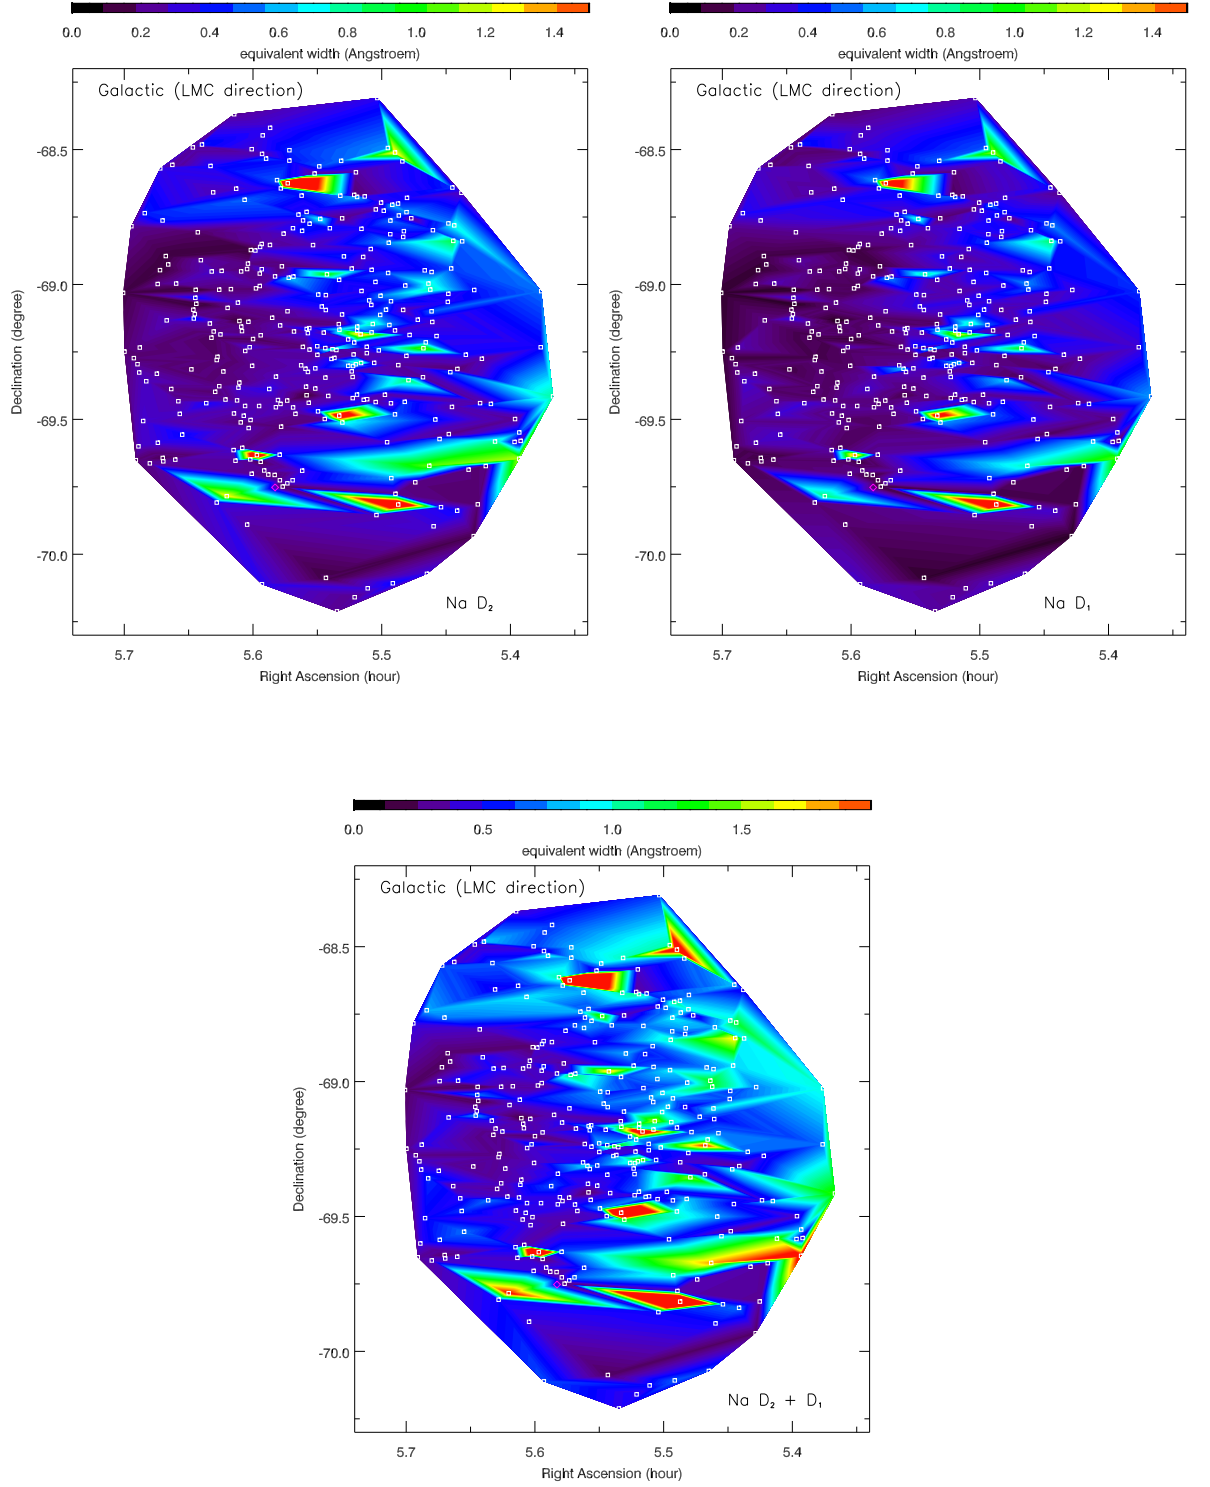 0.0 0.2 0.4 0.6 0.8 1.0 1.2 1.4
equivalent width (Angstroem)
Galactic (LMC direction)
-68.5
-69.0
-69.5
-70.0
Declination (degree)
Na D₂
5.7 5.6 5.5 5.4
Right Ascension (hour)
0.0 0.2 0.4 0.6 0.8 1.0 1.2 1.4
equivalent width (Angstroem)
Galactic (LMC direction)
-68.5
-69.0
-69.5
-70.0
Declination (degree)
Na D₁
5.7 5.6 5.5 5.4
Right Ascension (hour)
0.0 0.5 1.0 1.5
equivalent width (Angstroem)
Galactic (LMC direction)
-68.5
-69.0
-69.5
-70.0
Declination (degree)
Na D₂ + D₁
5.7 5.6 5.5 5.4
Right Ascension (hour)